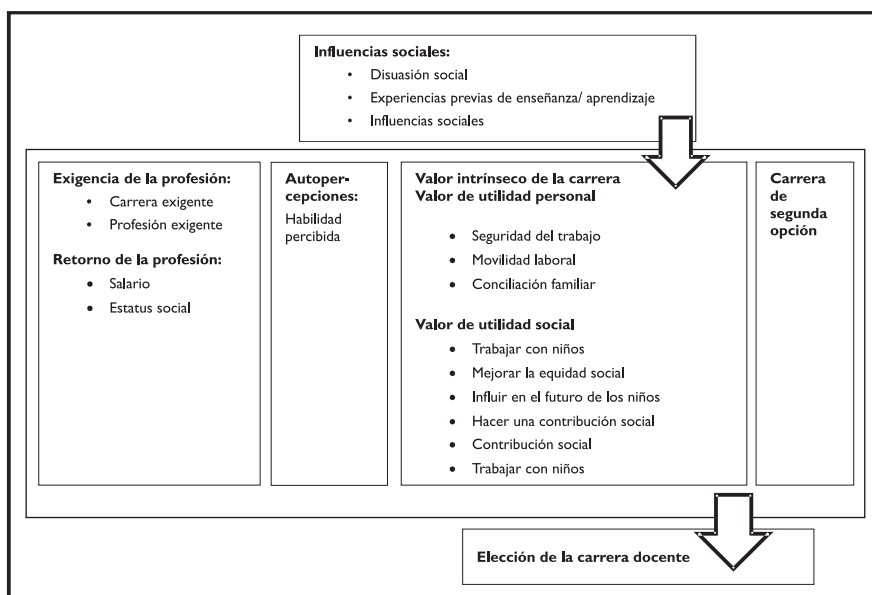 Influencias sociales:
• Disuasión social
• Experiencias previas de enseñanza/ aprendizaje
• Influencias sociales
Exigencia de la profesión:
• Carrera exigente
• Profesión exigente
Retorno de la profesión:
• Salario
• Estatus social
Autoper-
cepciones:
Habilidad
percibida
Valor intrínseco de la carrera
Valor de utilidad personal
• Seguridad del trabajo
• Movilidad laboral
• Conciliación familiar
Valor de utilidad social
• Trabajar con niños
• Mejorar la equidad social
• Influir en el futuro de los niños
• Hacer una contribución social
• Contribución social
• Trabajar con niños
Carrera
de
segunda
opción
Elección de la carrera docente